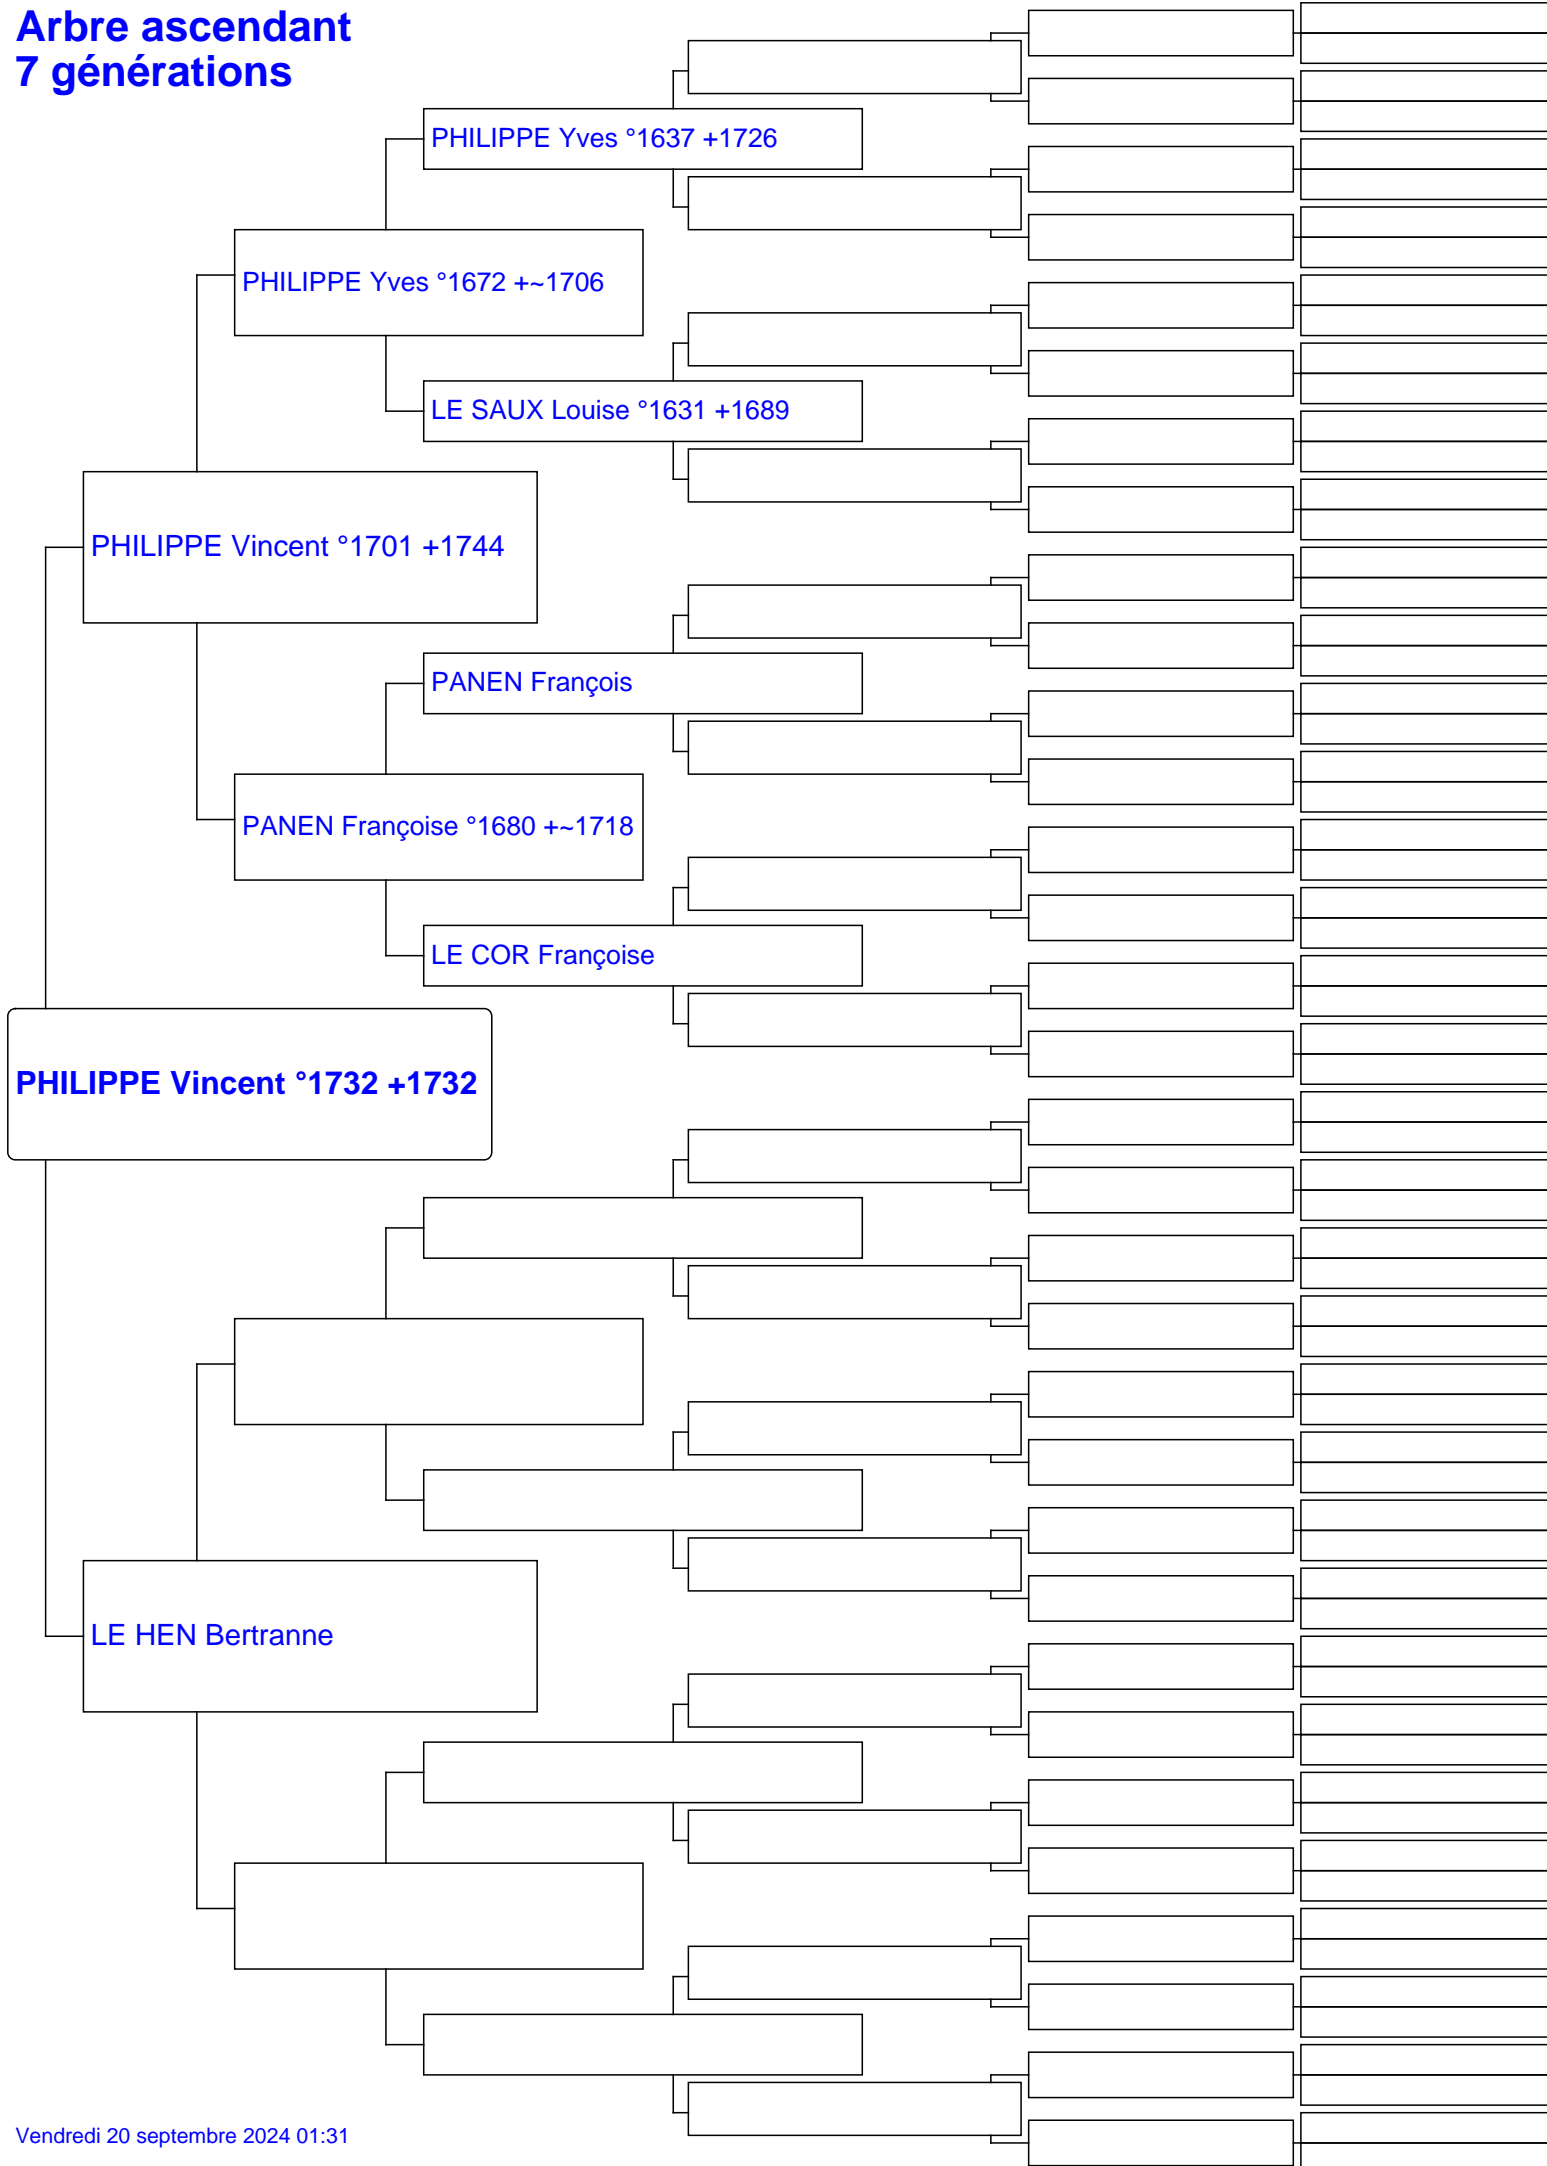 Arbre ascendant
7 générations
PHILIPPE Yves °1637 +1726
PHILIPPE Yves °1672 +~1706
LE SAUX Louise °1631 +1689
PHILIPPE Vincent °1701 +1744
PANEN François
PANEN Françoise °1680 +~1718
LE COR Françoise
PHILIPPE Vincent °1732 +1732
LE HEN Bertranne
Vendredi 20 septembre 2024 01:31